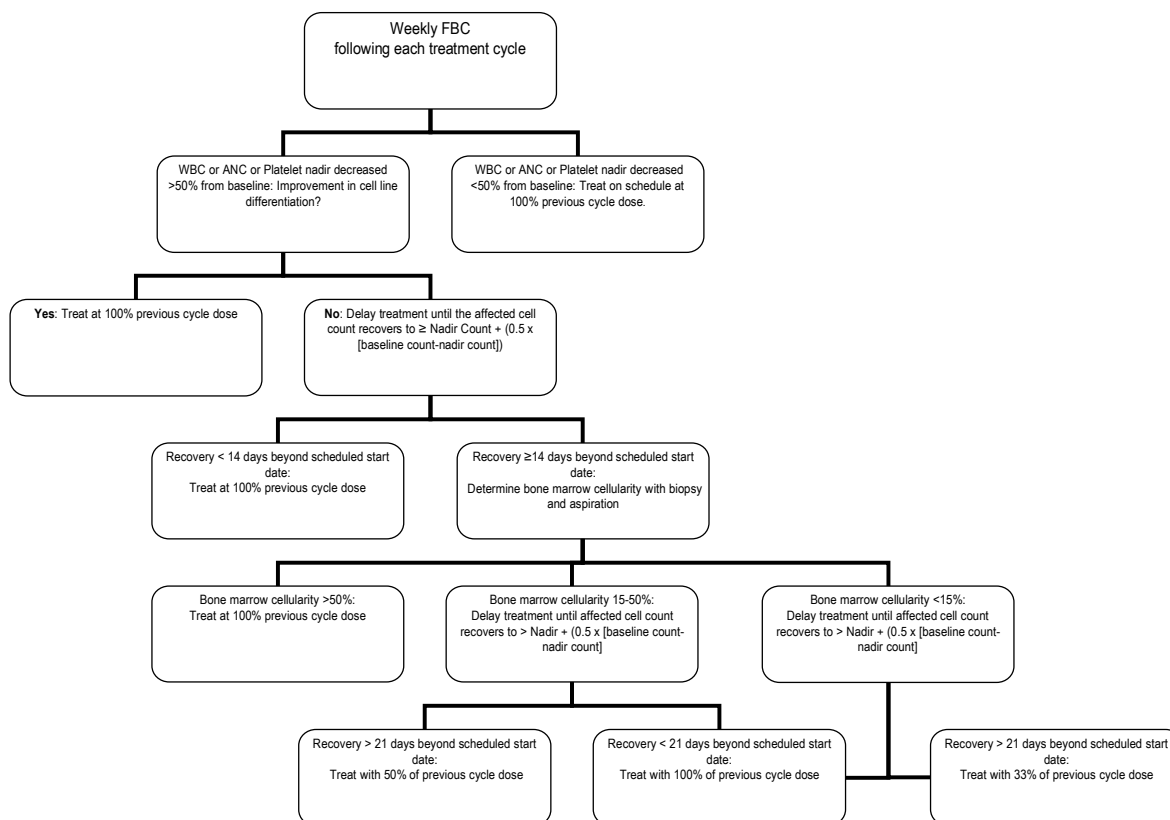 Weekly FBC
following each treatment cycle
WBC or ANC or Platelet nadir decreased
>50% from baseline: Improvement in cell line
differentiation?
WBC or ANC or Platelet nadir decreased
<50% from baseline: Treat on schedule at
100% previous cycle dose.
Yes: Treat at 100% previous cycle dose
No: Delay treatment until the affected cell
count recovers to ≥ Nadir Count + (0.5 x
[baseline count-nadir count])
Recovery < 14 days beyond scheduled start
date:
Treat at 100% previous cycle dose
Recovery ≥14 days beyond scheduled start
date:
Determine bone marrow cellularity with biopsy
and aspiration
Bone marrow cellularity >50%:
Treat at 100% previous cycle dose
Bone marrow cellularity 15-50%:
Delay treatment until affected cell count
recovers to > Nadir + (0.5 x [baseline count-
nadir count]
Bone marrow cellularity <15%:
Delay treatment until affected cell count
recovers to > Nadir + (0.5 x [baseline count-
nadir count]
Recovery > 21 days beyond scheduled start
date:
Treat with 50% of previous cycle dose
Recovery < 21 days beyond scheduled start
date:
Treat with 100% of previous cycle dose
Recovery > 21 days beyond scheduled start
date:
Treat with 33% of previous cycle dose